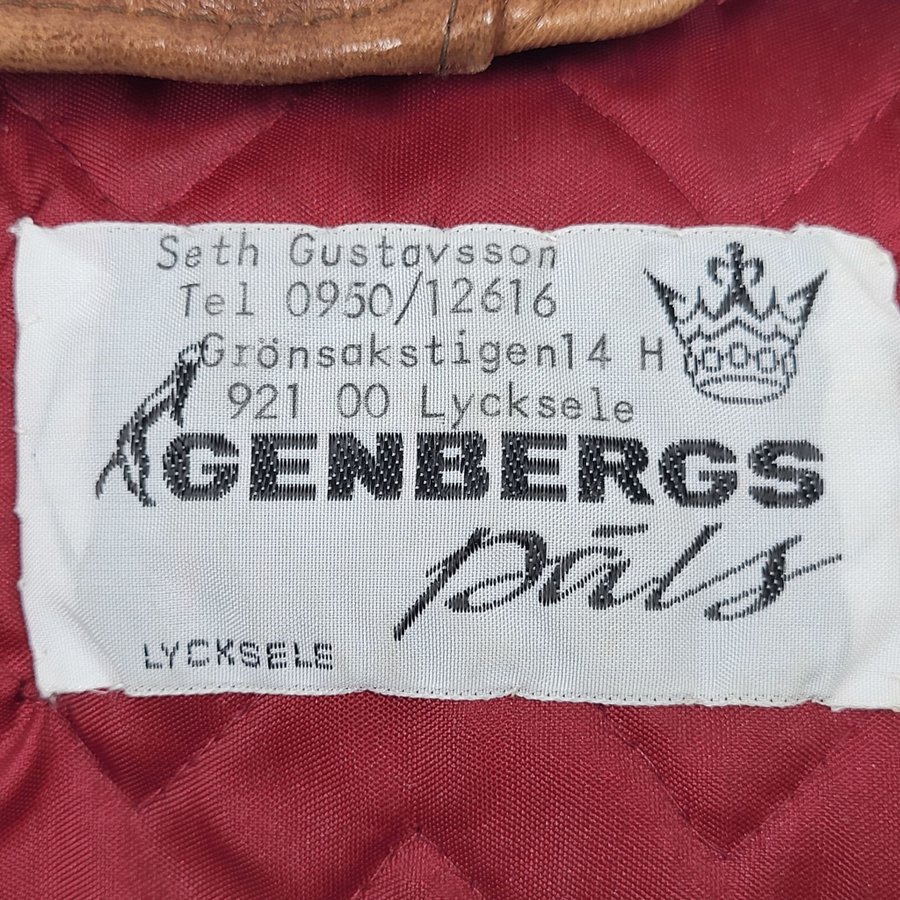 Seth Gustavsson
Tel 0950/12616
Grönsakstigen14 H
921 00 Lycksele
GENBERGS
päls
LYCKSELE